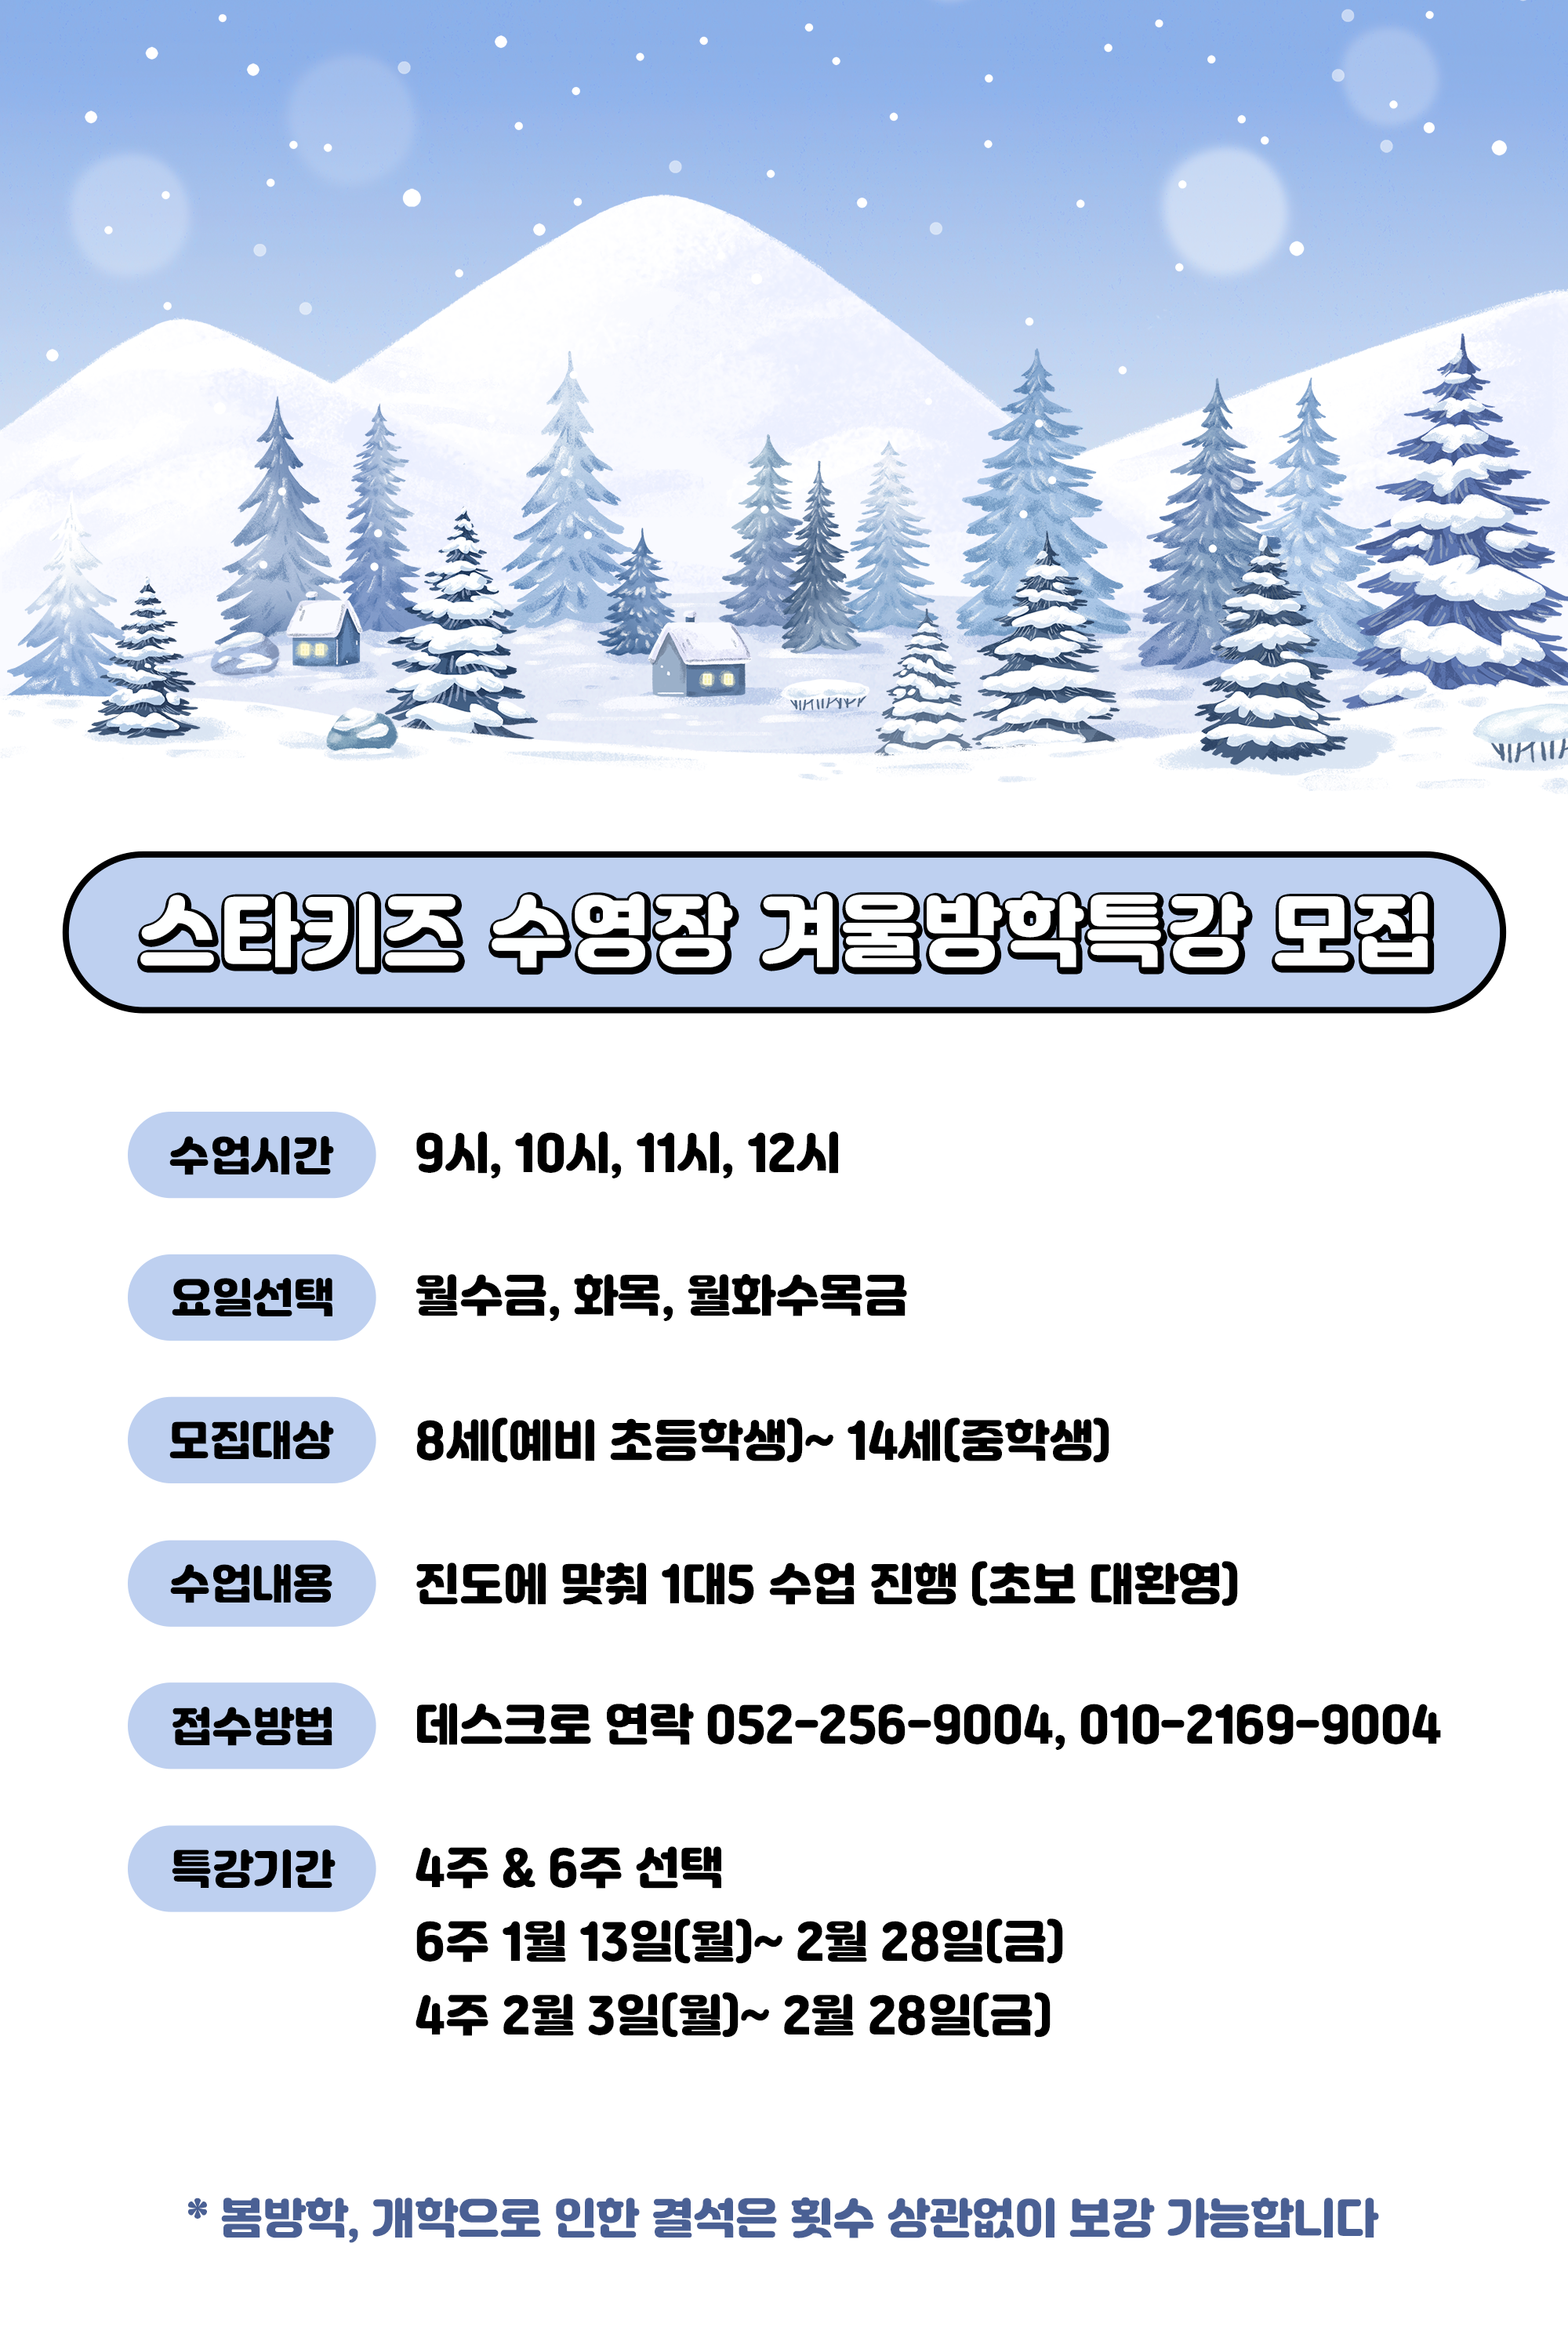 스타키즈 수영장 겨울방학특강 모집
수업시간 9시, 10시, 11시, 12시
요일선택 월수금, 화목, 월화수목금
모집대상 8세(예비 초등학생)~ 14세(중학생)
수업내용 진도에 맞춰 1대5 수업 진행 (초보 대환영)
접수방법 데스크로 연락 052-256-9004, 010-2169-9004
특강기간 4주 & 6주 선택
6주 1월 13일(월)~ 2월 28일(금)
4주 2월 3일(월)~ 2월 28일(금)
* 봄방학, 개학으로 인한 결석은 횟수 상관없이 보강 가능합니다